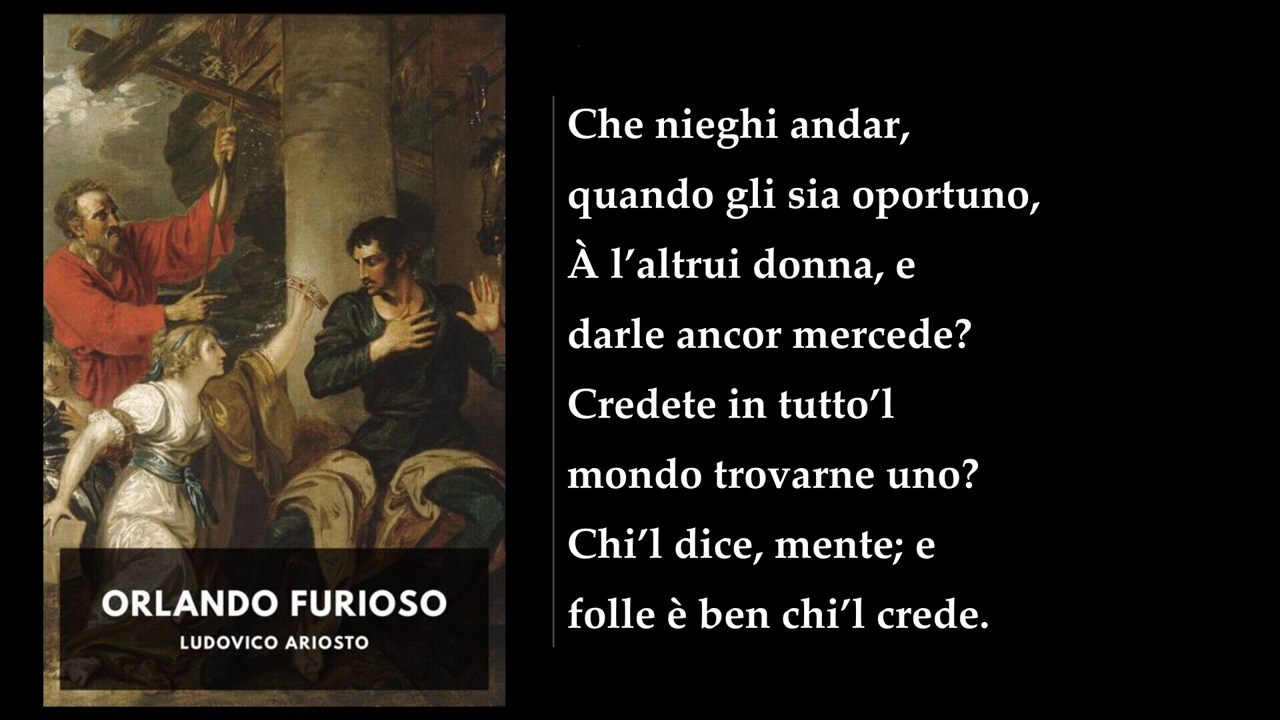 ORLANDO FURIOSO
LUDOVICO ARIOSTO
Che nieghi andar,
quando gli sia oportuno,
À l’altrui donna, e
darle ancor mercede?
Credete in tutto’l
mondo trovarne uno?
Chi’l dice, mente; e
folle è ben chi’l crede.